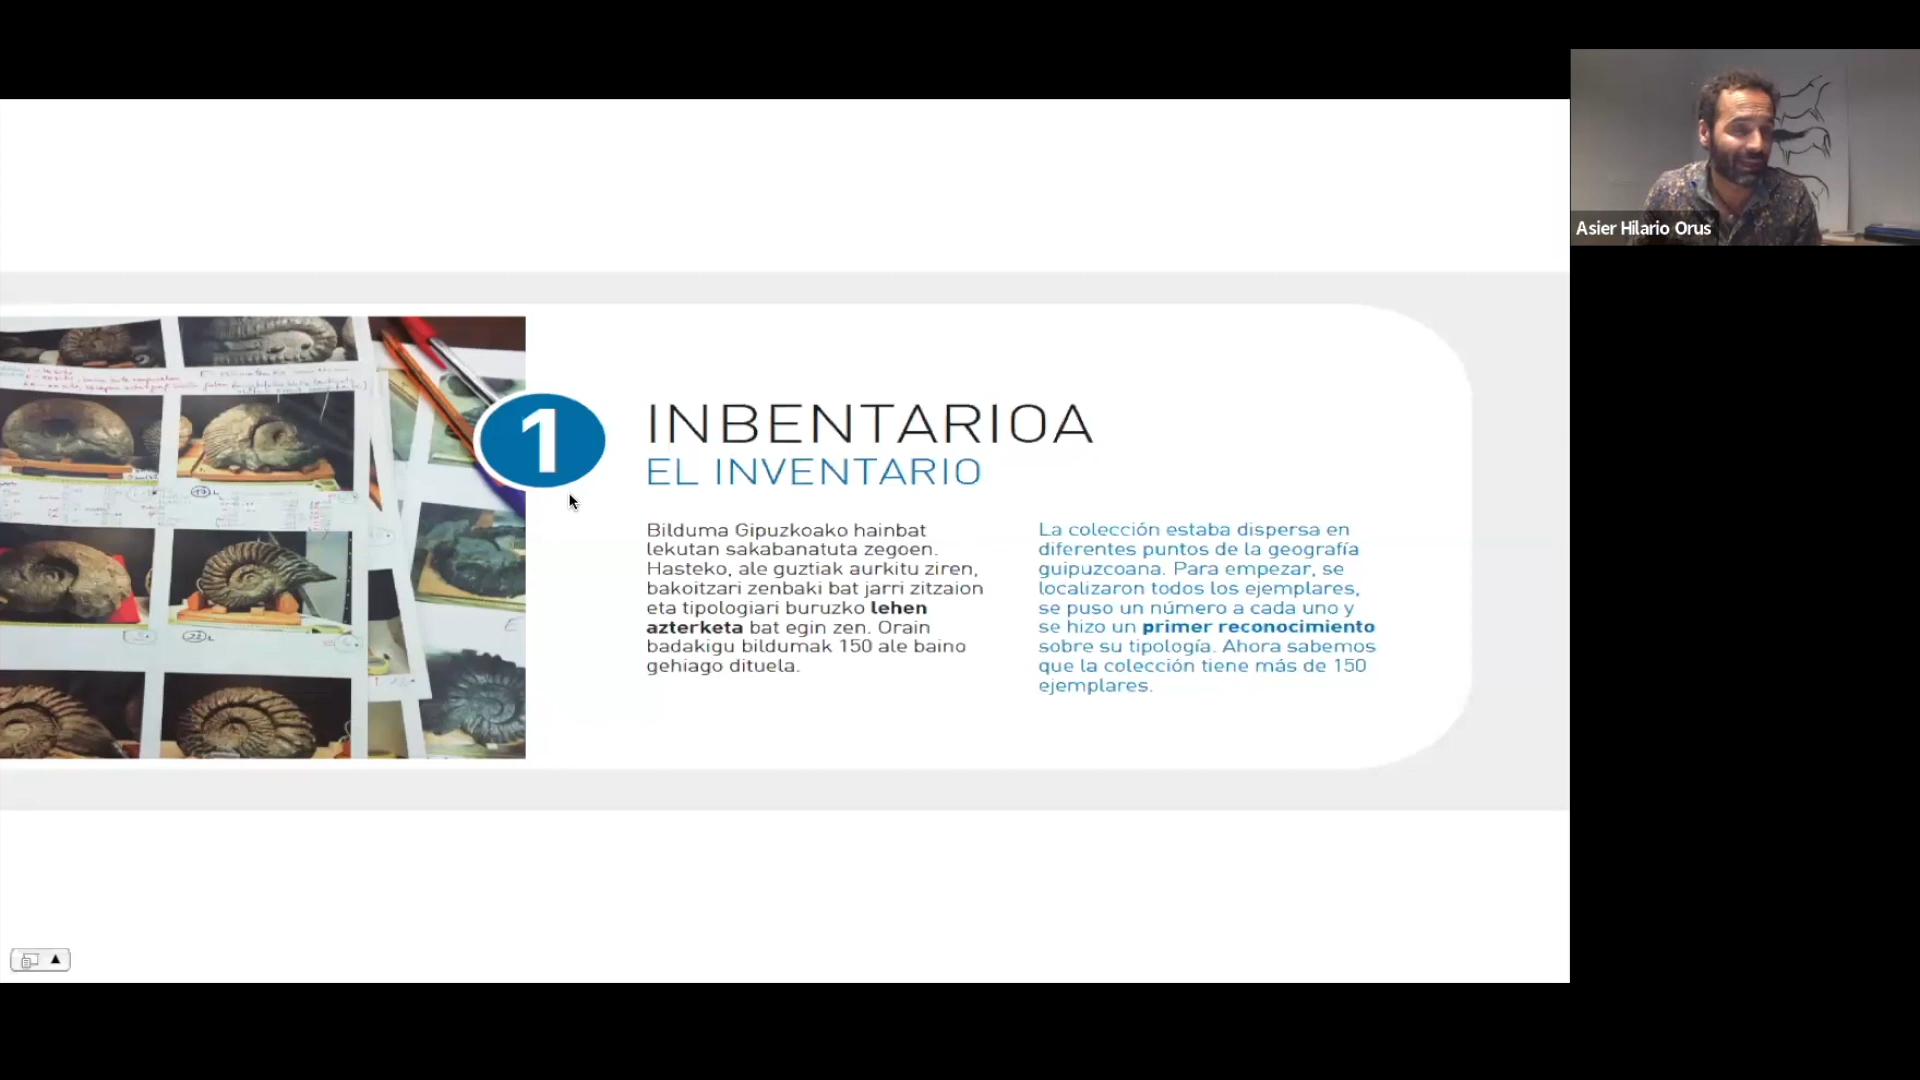 Asier Hilario Orus
1
INBENTARIOA
EL INVENTARIO
Bilduma Gipuzkoako hainbat
lekutan sakabanatuta zegoen.
Hasteko, ale guztiak aurkitu ziren,
bakoitzari zenbaki bat jarri zitzaion
eta tipologiari buruzko lehen
azterketa bat egin zen. Orain
badakigu bildumak 150 ale baino
gehiago dituela.
La colección estaba dispersa en
diferentes puntos de la geografía
guipuzcoana. Para empezar, se
localizaron todos los ejemplares,
se puso un número a cada uno y
se hizo un primer reconocimiento
sobre su tipología. Ahora sabemos
que la colección tiene más de 150
ejemplares.